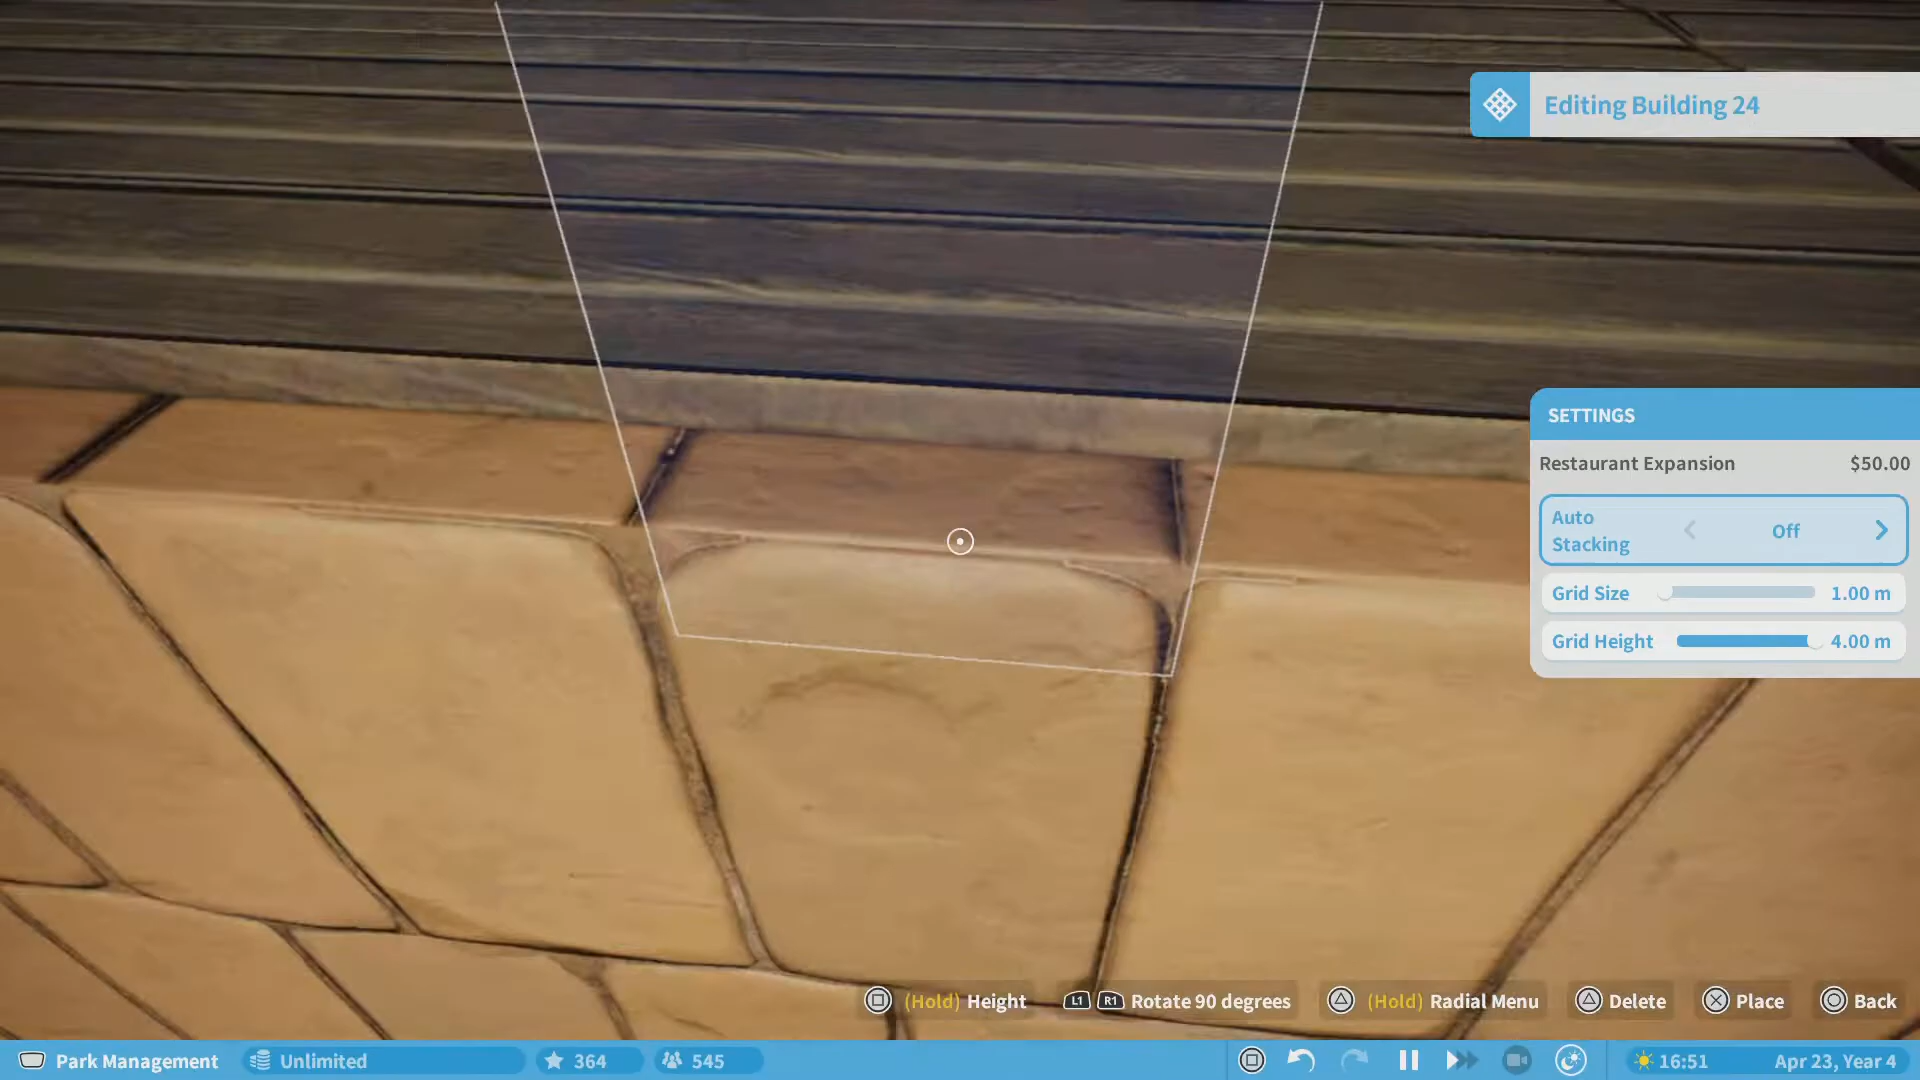 Editing Building 24
SETTINGS
Restaurant Expansion $50.00
Auto Stacking Off
Grid Size 1.00 m
Grid Height 4.00 m
(Hold) Height L1 R1 Rotate 90 degrees (Hold) Radial Menu Delete Place Back
Park Management Unlimited 364 545 16:51 Apr 23, Year 4